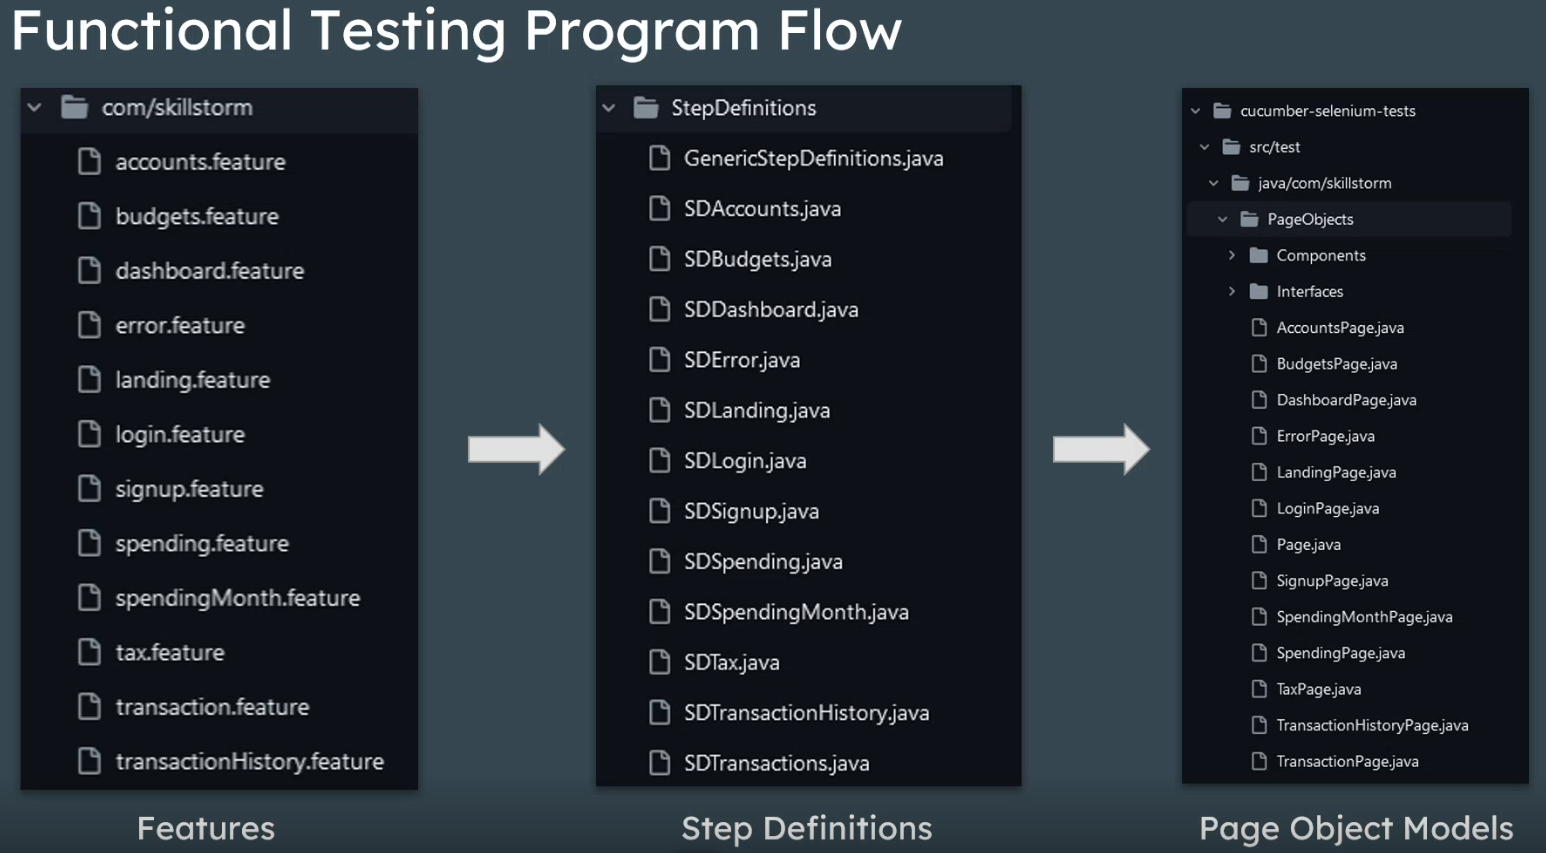 Functional Testing Program Flow
com/skillstorm
accounts.feature
budgets.feature
dashboard.feature
error.feature
landing.feature
login.feature
signup.feature
spending.feature
spendingMonth.feature
tax.feature
transaction.feature
transactionHistory.feature
Features
StepDefinitions
GenericStepDefinitions.java
SDAccounts.java
SDBudgets.java
SDDashboard.java
SDError.java
SDLanding.java
SDLogin.java
SDSignup.java
SDSpending.java
SDSpendingMonth.java
SDTax.java
SDTransactionHistory.java
SDTransactions.java
Step Definitions
cucumber-selenium-tests
src/test
java/com/skillstorm
PageObjects
Components
Interfaces
AccountsPage.java
BudgetsPage.java
DashboardPage.java
ErrorPage.java
LandingPage.java
LoginPage.java
Page.java
SignupPage.java
SpendingMonthPage.java
SpendingPage.java
TaxPage.java
TransactionHistoryPage.java
TransactionPage.java
Page Object Models